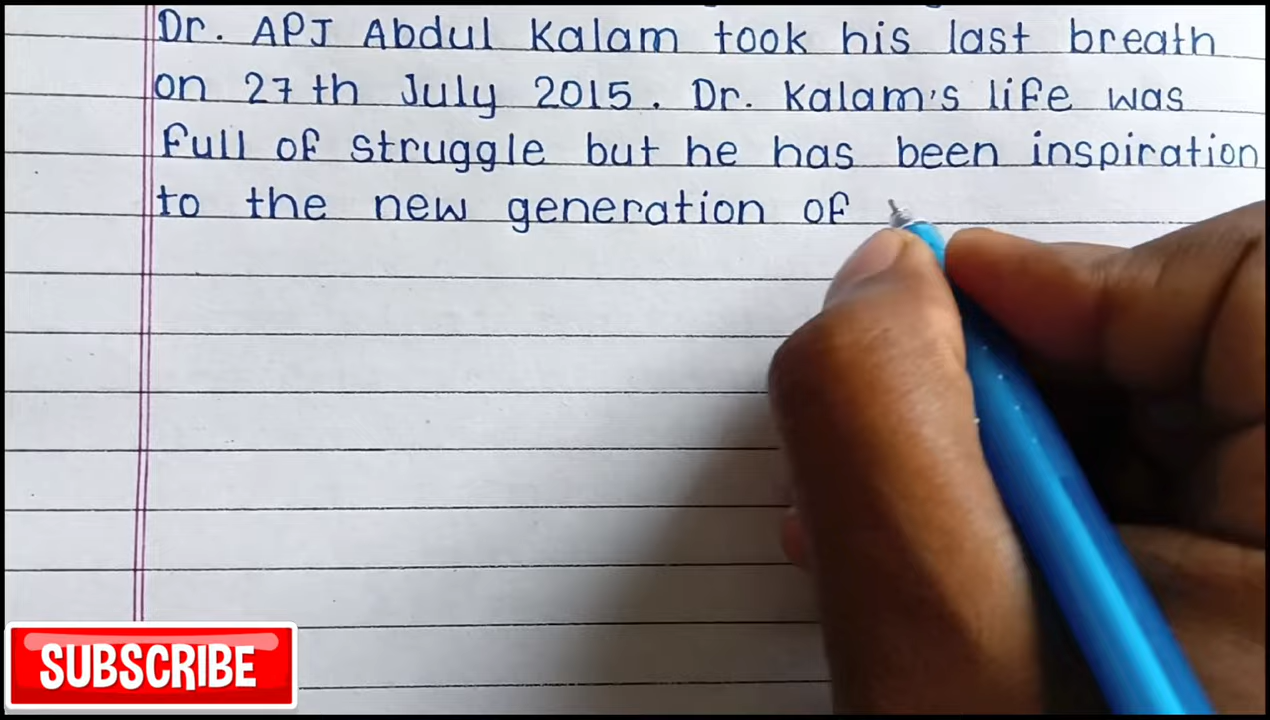 Dr. APJ Abdul Kalam took his last breath
on 27th July 2015. Dr. Kalam's life was
full of struggle but he has been inspiration
to the new generation of
SUBSCRIBE